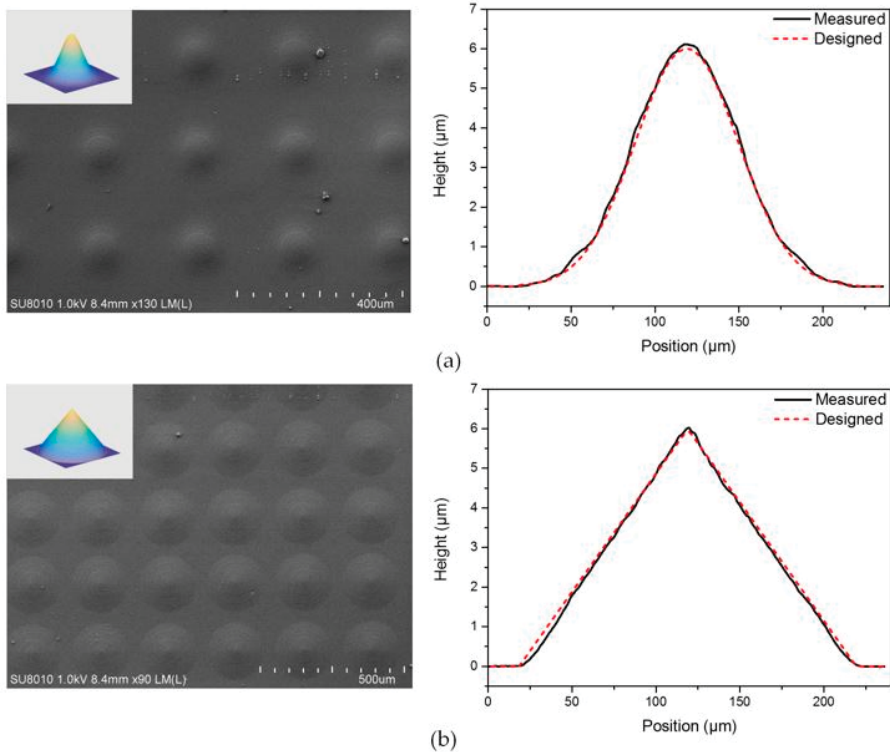 SU8010 1.0kV 8.4mm x130 LM(L)
400um
7
6
5
4
3
2
1
0
Height (µm)
Measured
Designed
0
50
100
150
200
Position (µm)
(a)
SU8010 1.0kV 8.4mm x90 LM(L)
500um
7
6
5
4
3
2
1
0
Height (µm)
Measured
Designed
0
50
100
150
200
Position (µm)
(b)